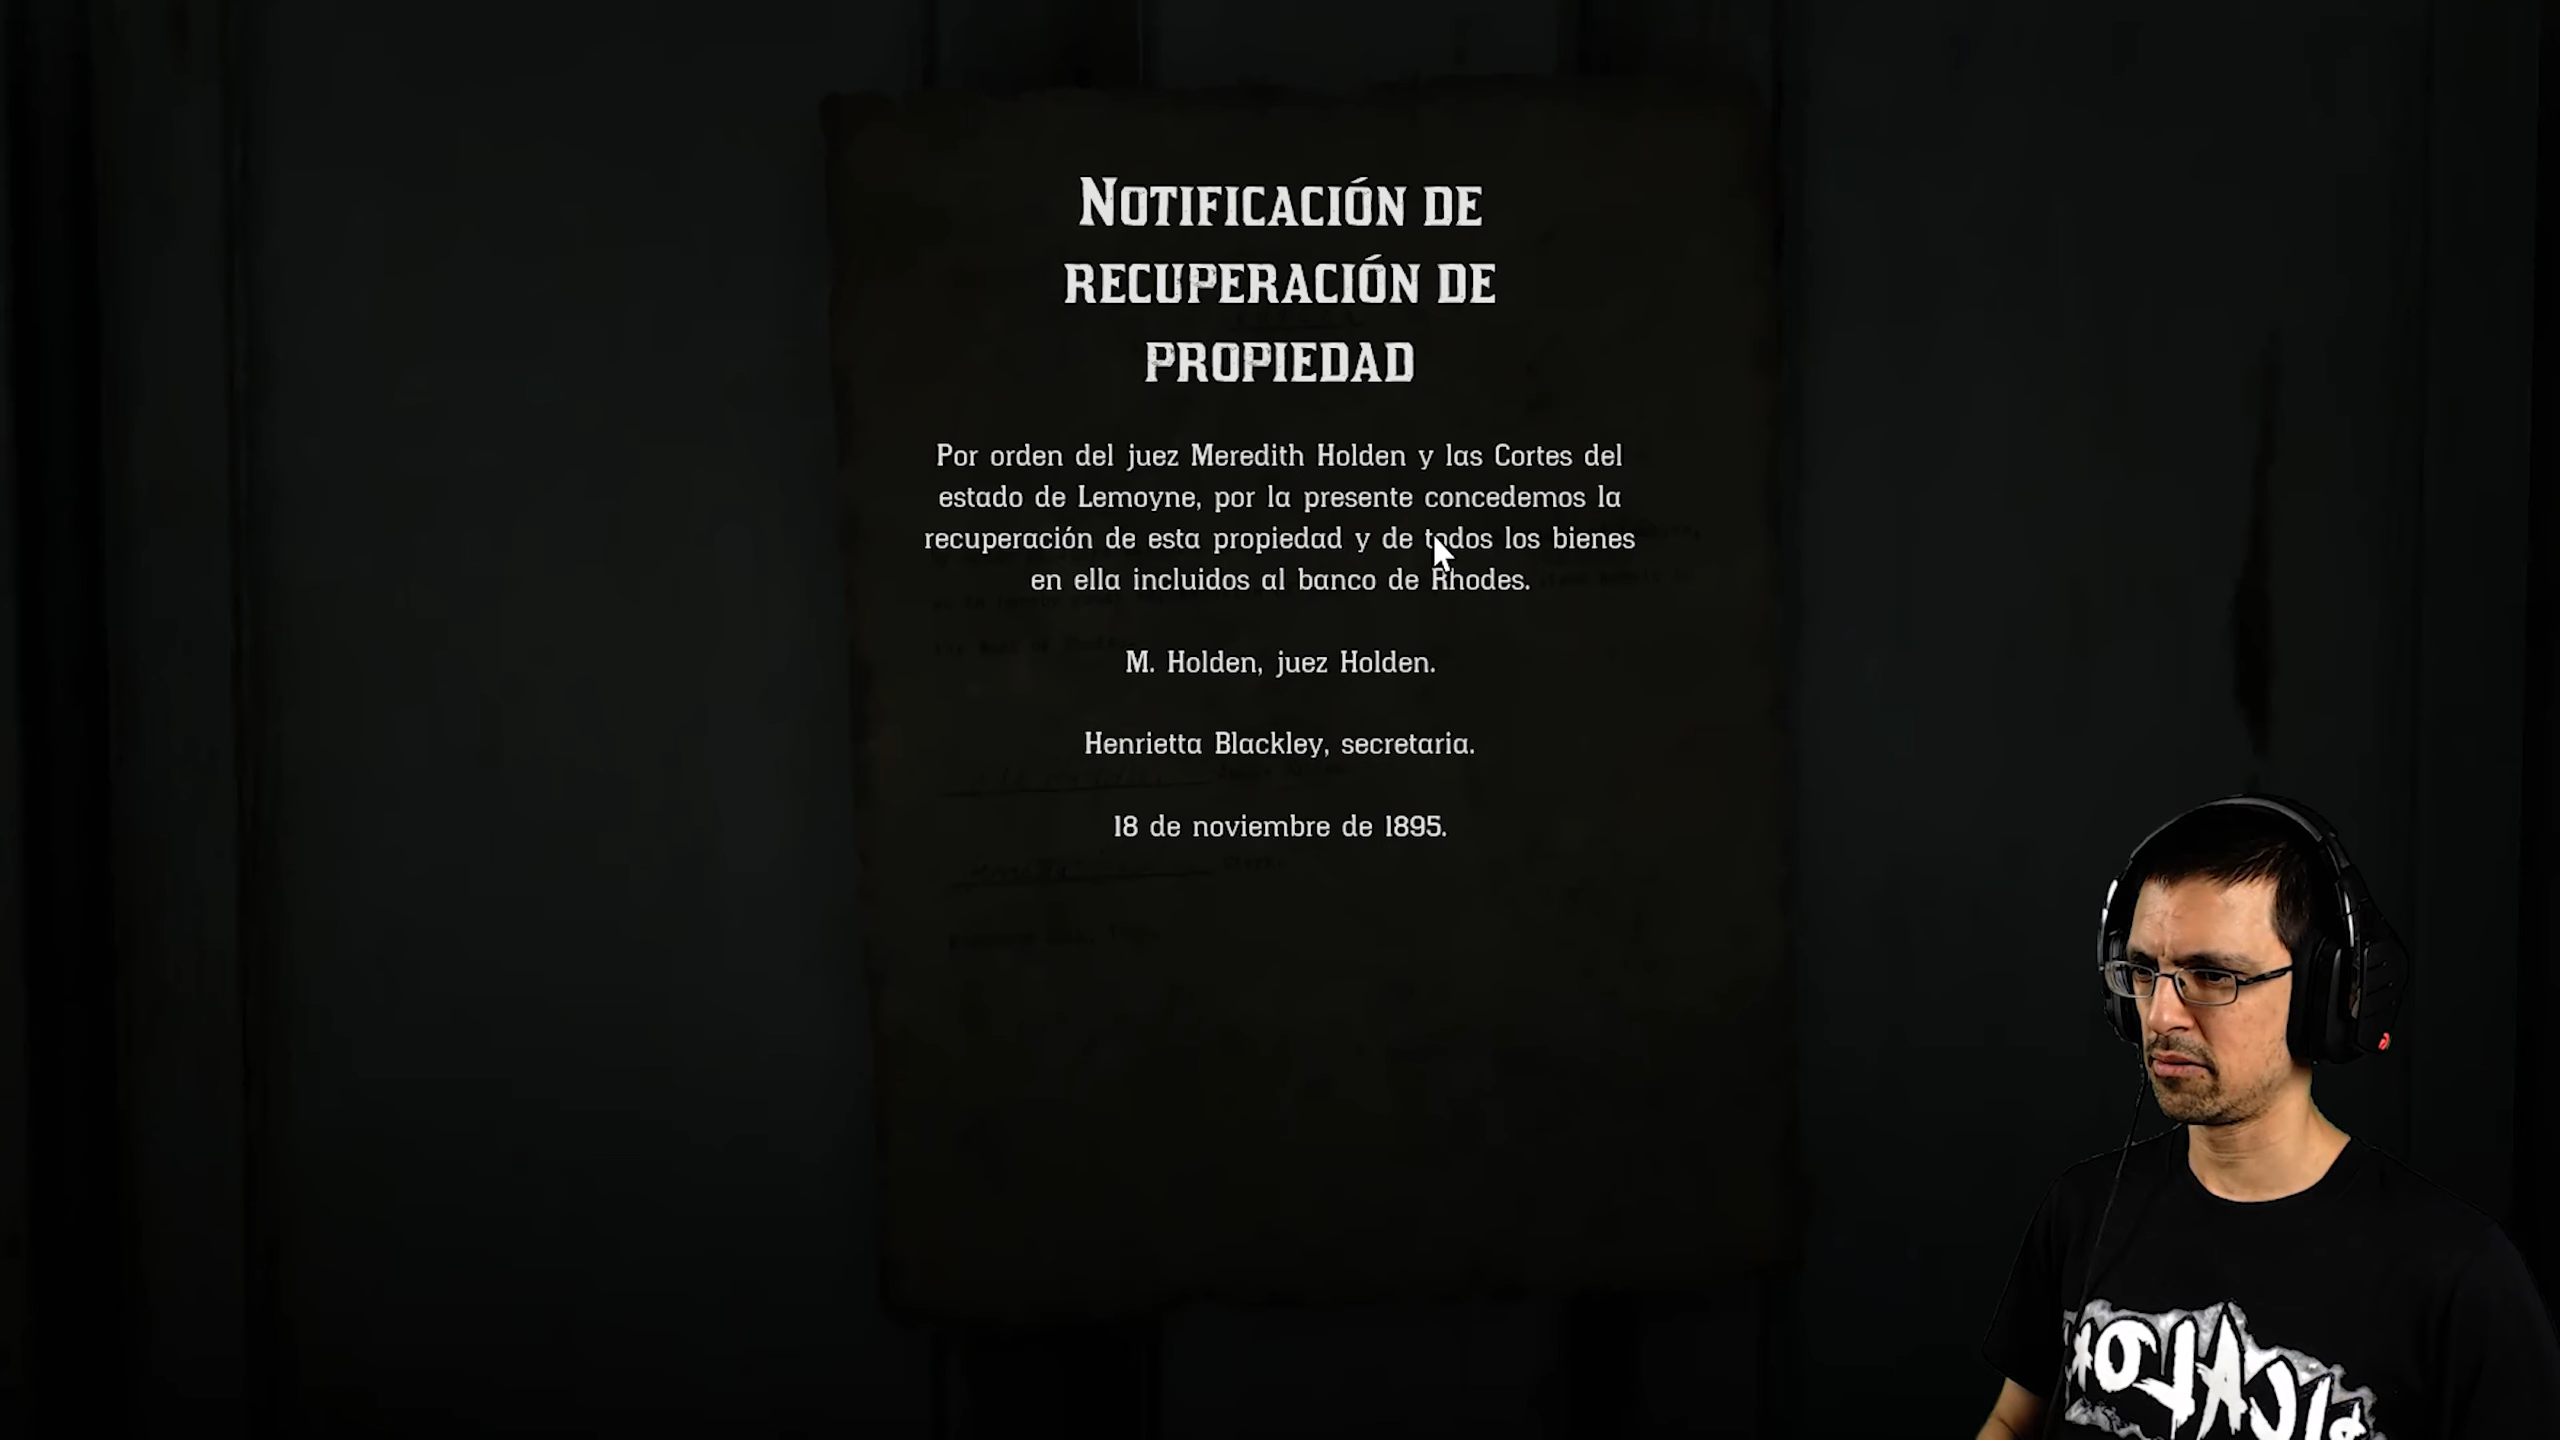 NOTIFICACIÓN DE
RECUPERACIÓN DE
PROPIEDAD
Por orden del juez Meredith Holden y las Cortes del
estado de Lemoyne, por la presente concedemos la
recuperación de esta propiedad y de todos los bienes
en ella incluidos al banco de Rhodes.
M. Holden, juez Holden.
Henrietta Blackley, secretaria.
18 de noviembre de 1895.